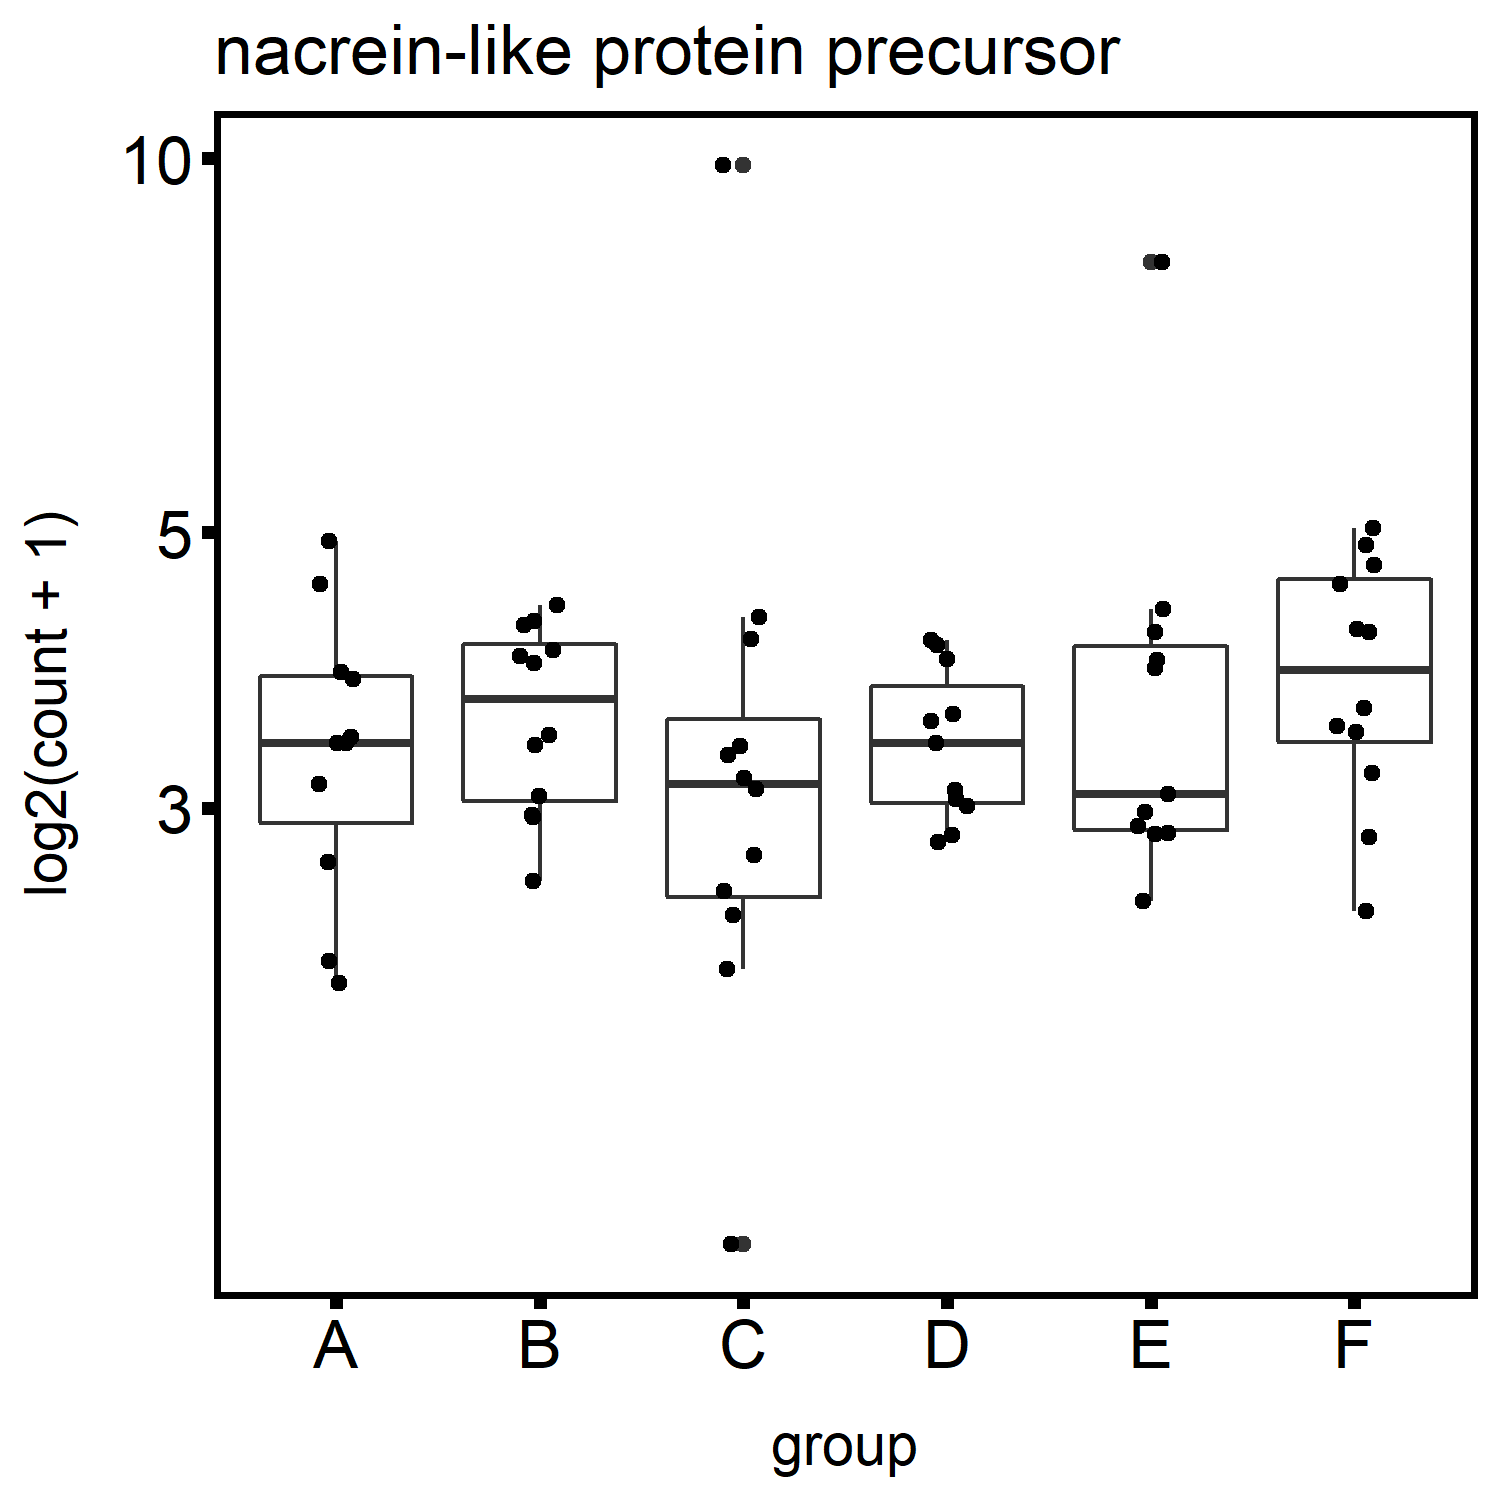 nacrein-like protein precursor
10
5
3
log2(count + 1)
A B C D E F
group